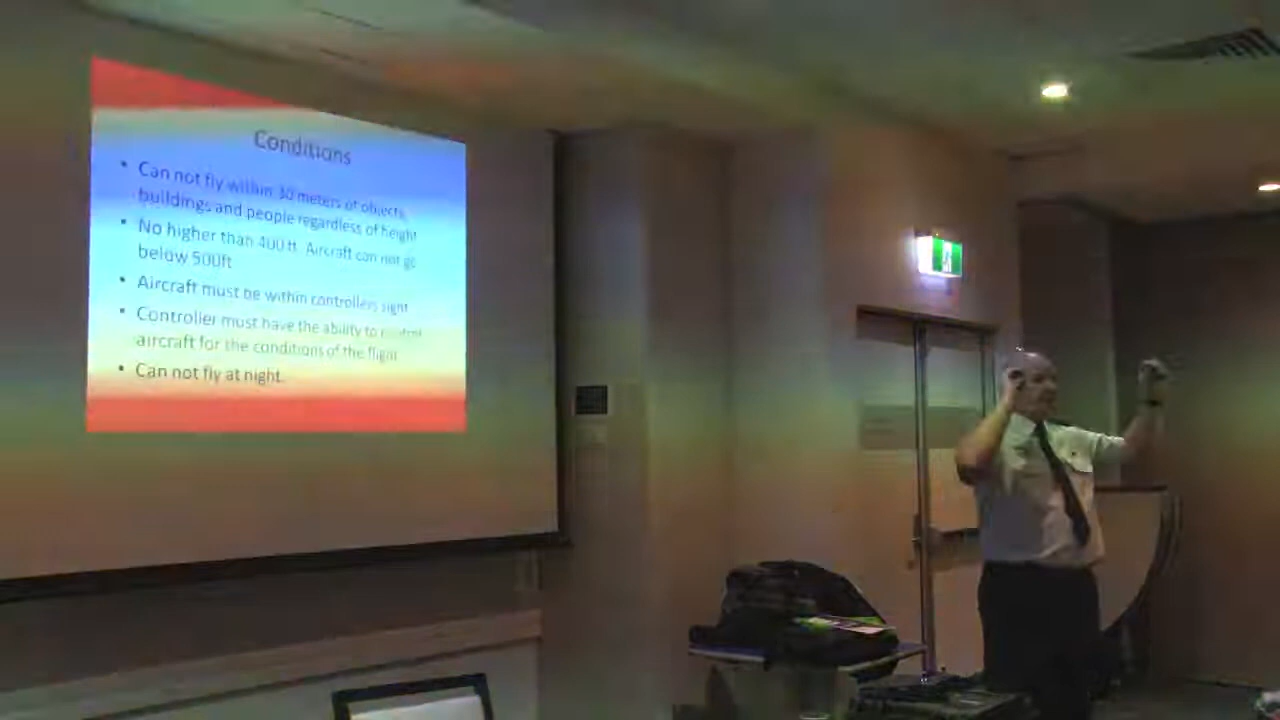 Conditions
• Can not fly within 30 meters of objects,
buildings and people regardless of height
• No higher than 400 ft. Aircraft can not go
below 500ft
• Aircraft must be within controllers sight
• Controller must have the ability to control
aircraft for the conditions of the flight
• Can not fly at night.